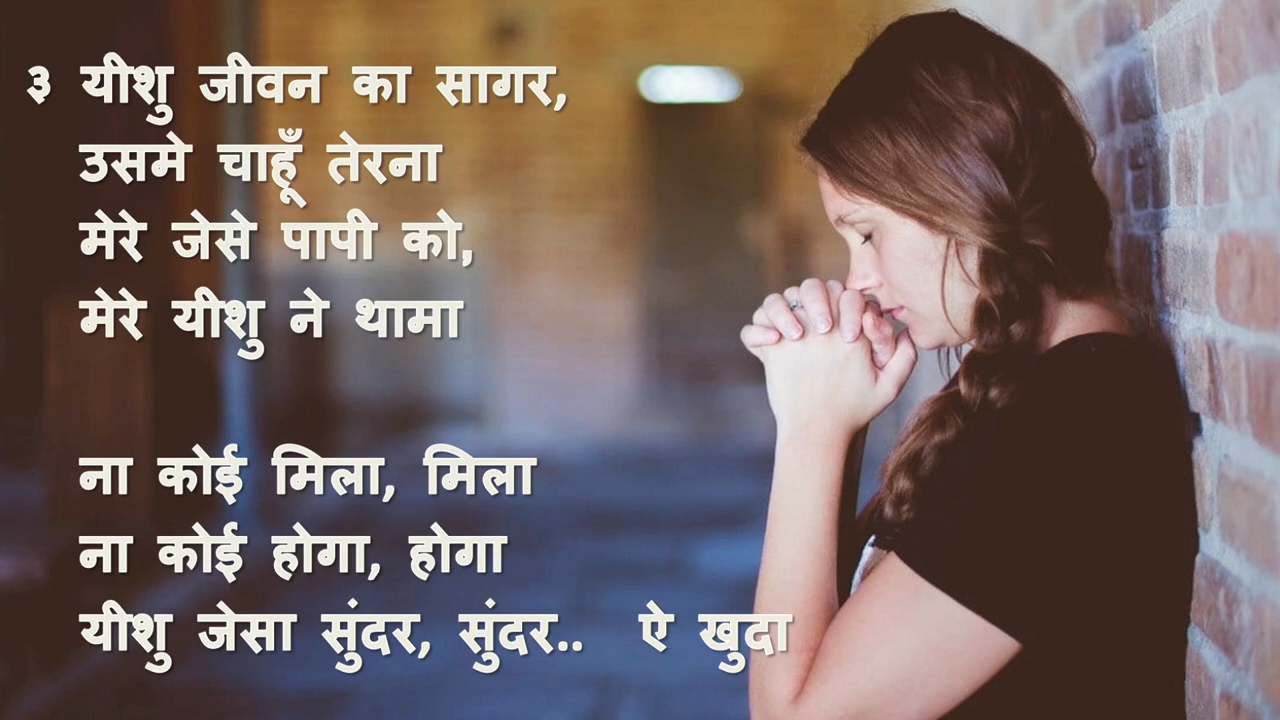 ३ यीशु जीवन का सागर,
उसमे चाहूँ तेरना
मेरे जेसे पापी को,
मेरे यीशु ने थामा
ना कोई मिला, मिला
ना कोई होगा, होगा
यीशु जेसा सुंदर, सुंदर.. ऐ खुदा